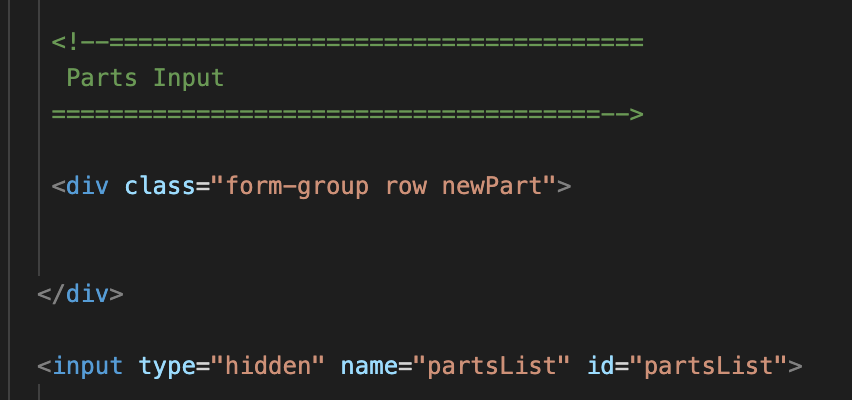 <!--=====================================
Parts Input
======================================-->
<div class="form-group row newPart">
</div>
<input type="hidden" name="partsList" id="partsList">